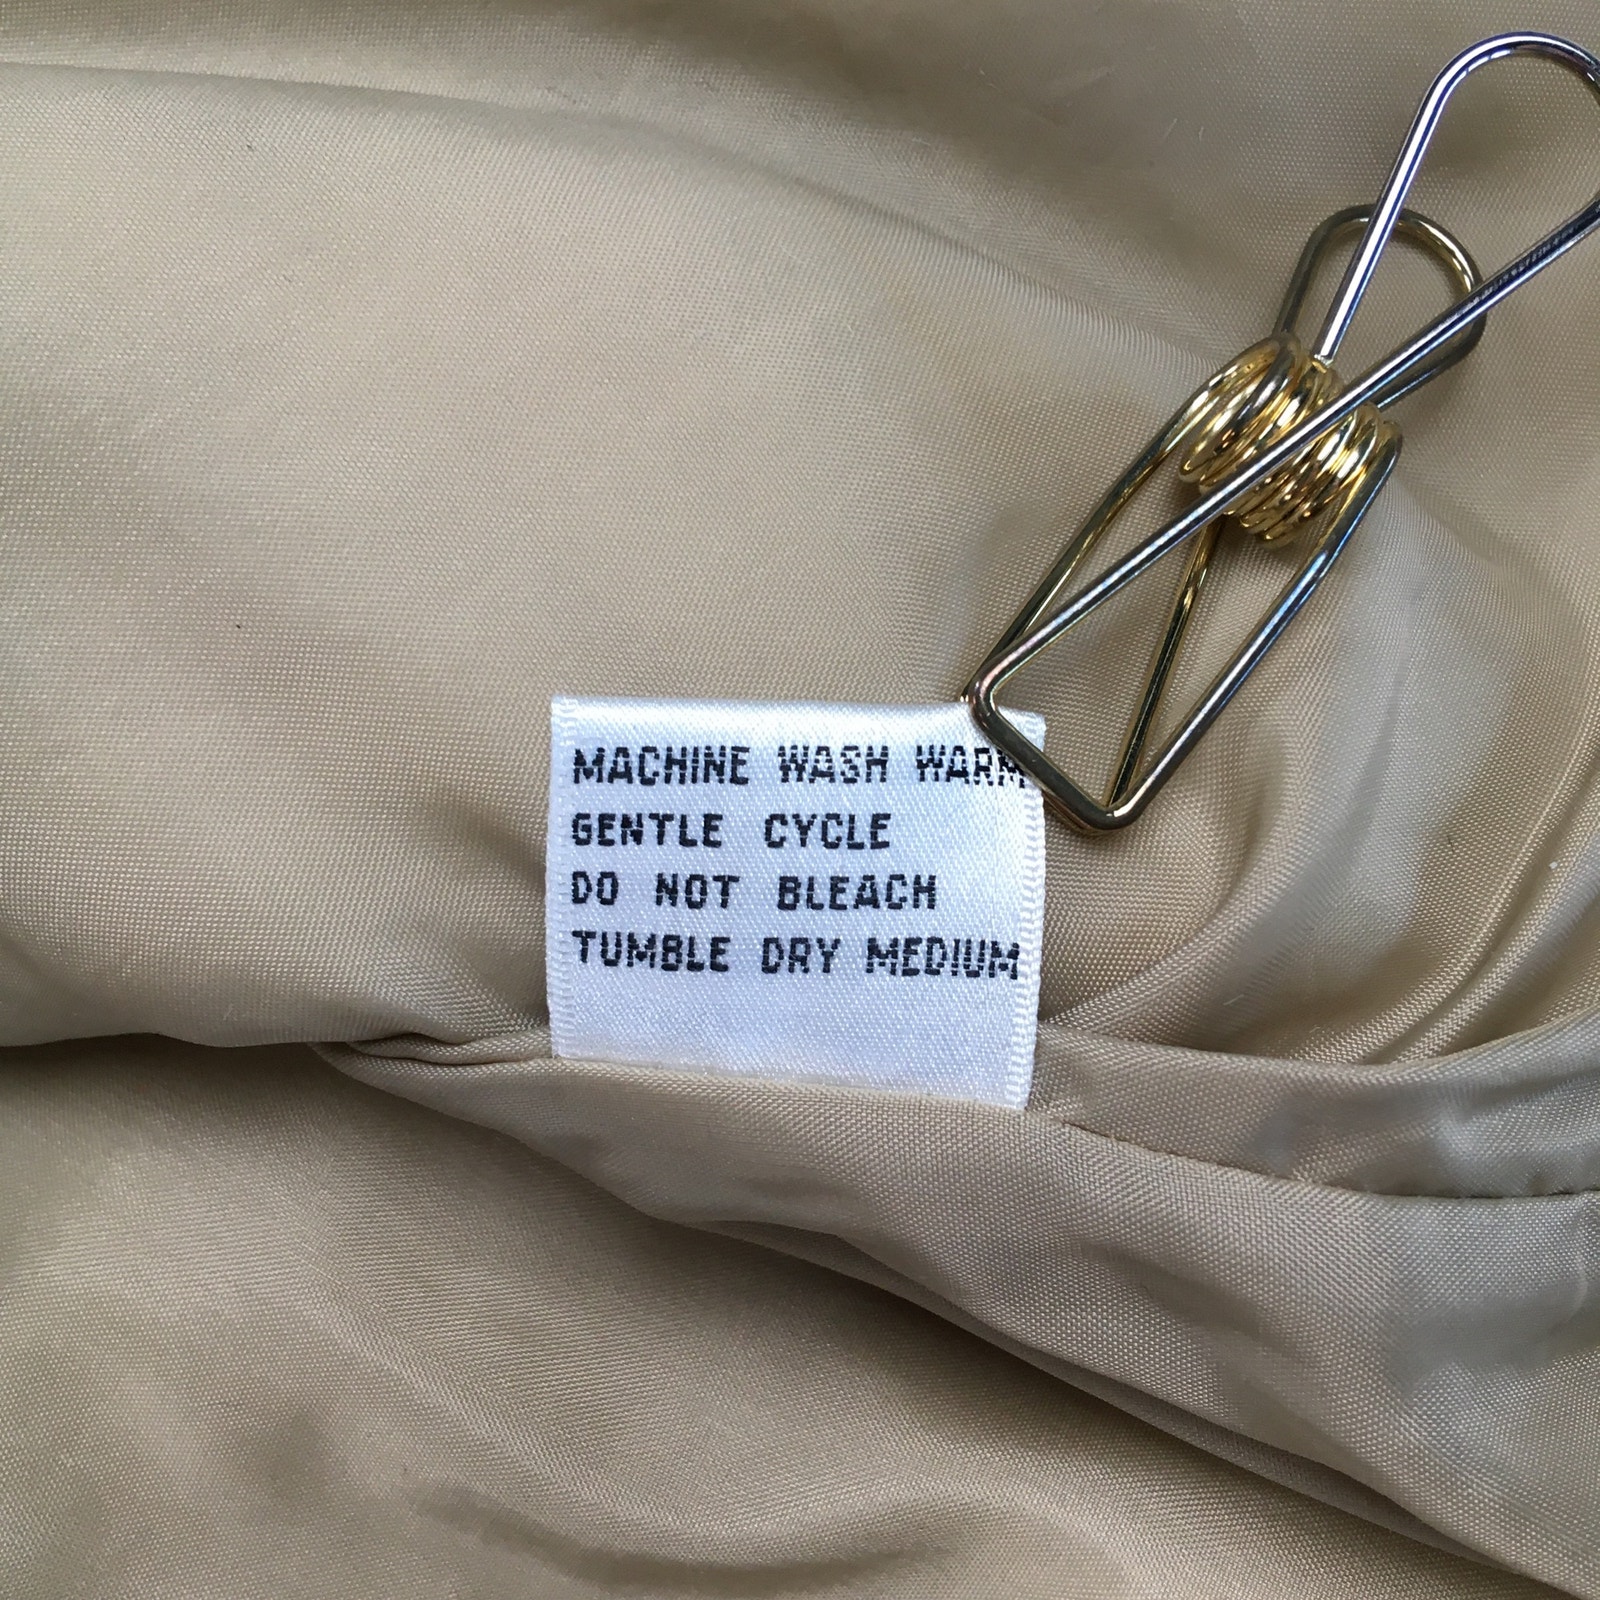 MACHINE WASH WARM
GENTLE CYCLE
DO NOT BLEACH
TUMBLE DRY MEDIUM